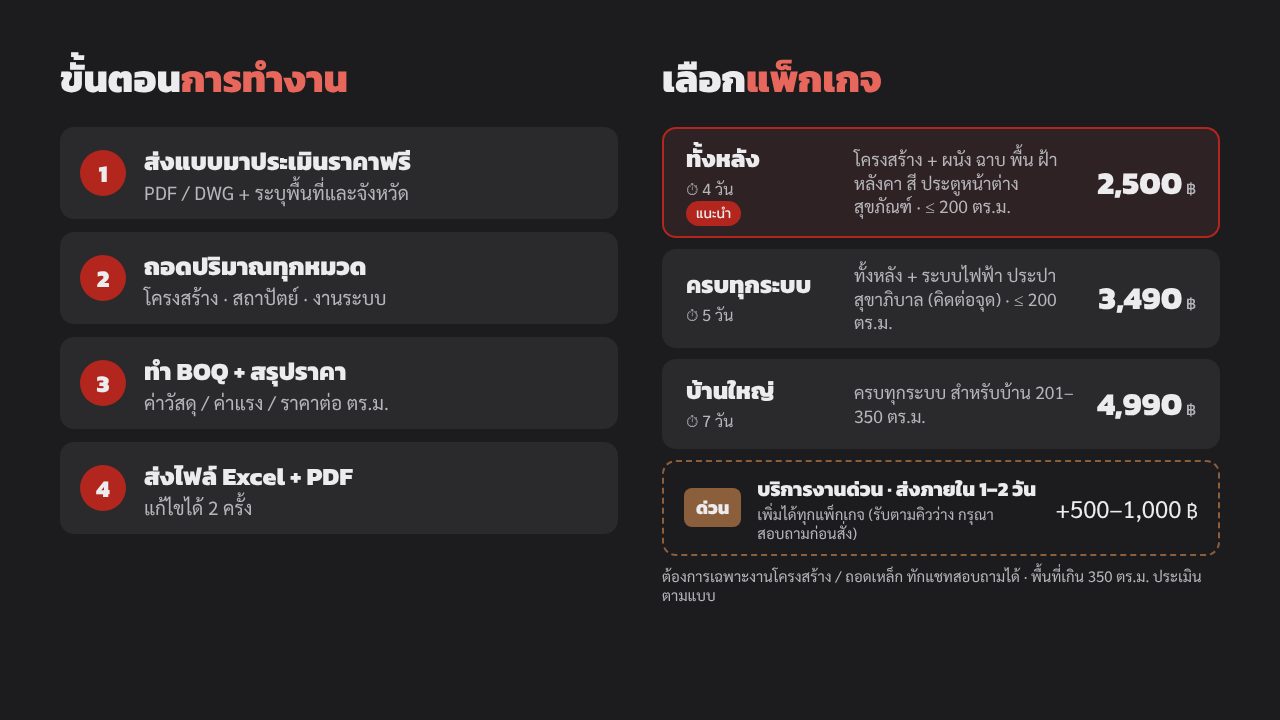 ขั้นตอนการทำงาน
1
ส่งแบบมาประเมินราคาฟรี
PDF / DWG + ระบุพื้นที่และจังหวัด
2
ถอดปริมาณทุกหมวด
โครงสร้าง · สถาปัตย์ · งานระบบ
3
ทำ BOQ + สรุปราคา
ค่าวัสดุ / ค่าแรง / ราคาต่อ ตร.ม.
4
ส่งไฟล์ Excel + PDF
แก้ไขได้ 2 ครั้ง
เลือกแพ็กเกจ
ทั้งหลัง
⏱ 4 วัน
แนะนำ
โครงสร้าง + ผนัง ฉาบ พื้น ฝ้า
หลังคา สี ประตูหน้าต่าง
สุขภัณฑ์ · ≤ 200 ตร.ม.
2,500 ฿
ครบทุกระบบ
⏱ 5 วัน
ทั้งหลัง + ระบบไฟฟ้า ประปา
สุขาภิบาล (คิดต่อจุด) · ≤ 200
ตร.ม.
3,490 ฿
บ้านใหญ่
⏱ 7 วัน
ครบทุกระบบ สำหรับบ้าน 201–
350 ตร.ม.
4,990 ฿
ด่วน
บริการงานด่วน · ส่งภายใน 1–2 วัน
เพิ่มได้ทุกแพ็กเกจ (รับตามคิวว่าง กรุณา
สอบถามก่อนสั่ง)
+500–1,000 ฿
ต้องการเฉพาะงานโครงสร้าง / ถอดเหล็ก ทักแชทสอบถามได้ · พื้นที่เกิน 350 ตร.ม. ประเมิน
ตามแบบ